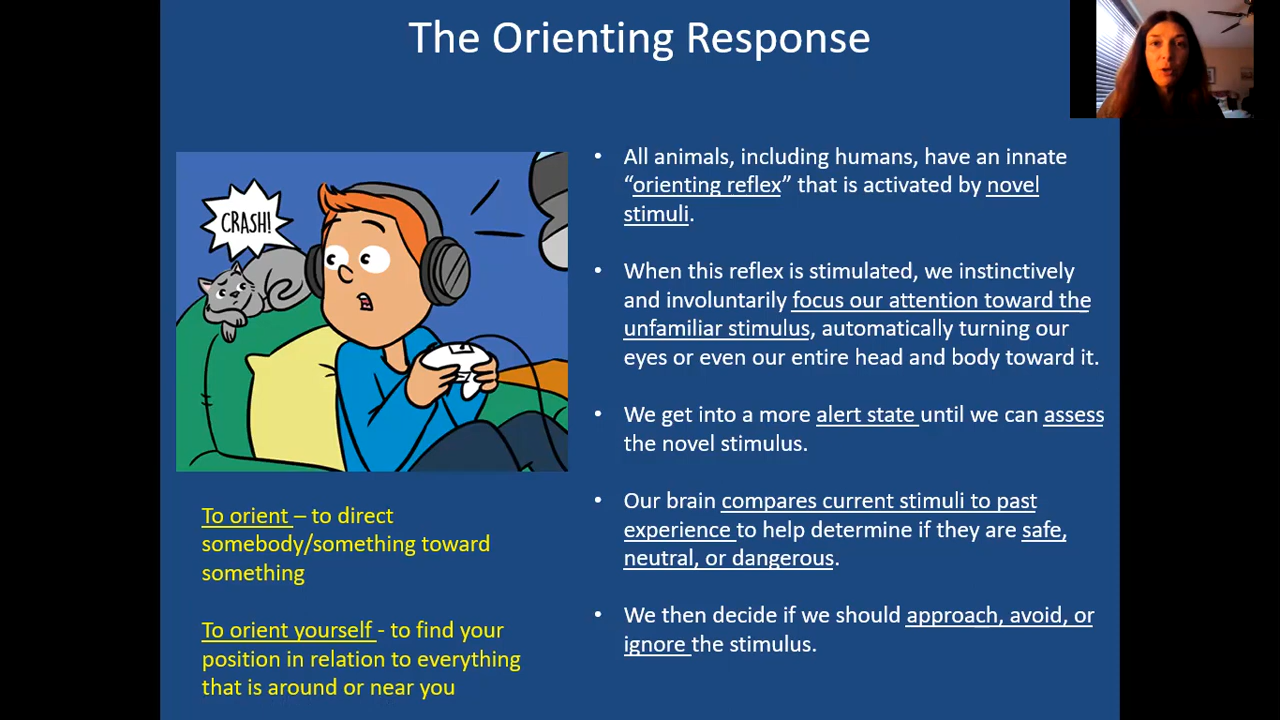 The Orienting Response
CRASH!
To orient – to direct
somebody/something toward
something
To orient yourself - to find your
position in relation to everything
that is around or near you
• All animals, including humans, have an innate
“orienting reflex” that is activated by novel
stimuli.
• When this reflex is stimulated, we instinctively
and involuntarily focus our attention toward the
unfamiliar stimulus, automatically turning our
eyes or even our entire head and body toward it.
• We get into a more alert state until we can assess
the novel stimulus.
• Our brain compares current stimuli to past
experience to help determine if they are safe,
neutral, or dangerous.
• We then decide if we should approach, avoid, or
ignore the stimulus.